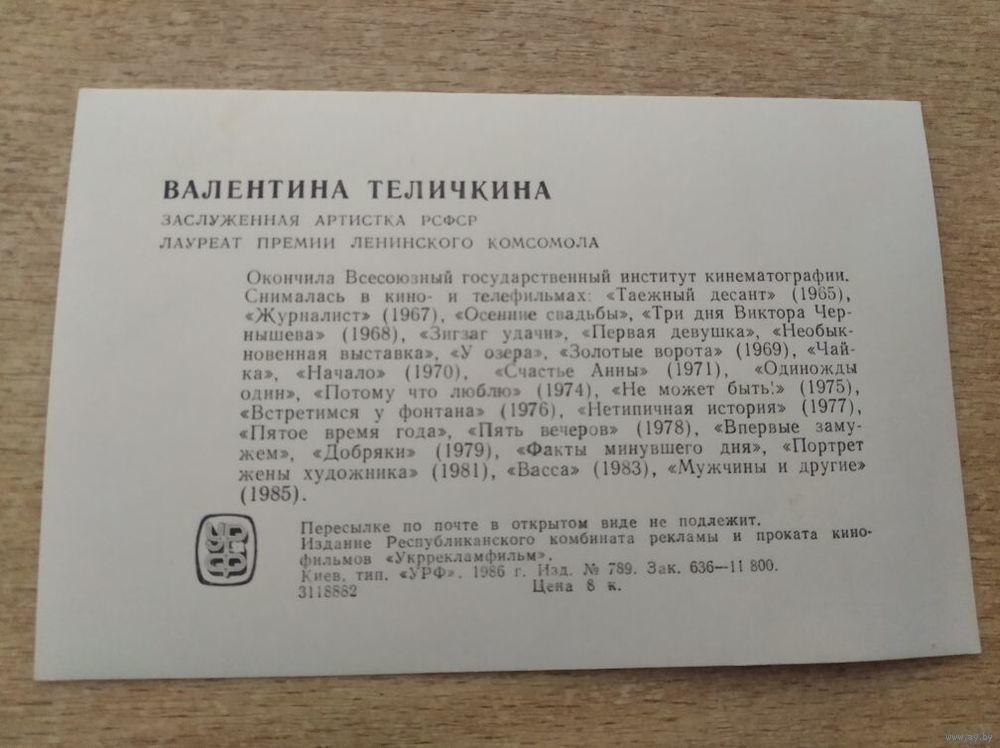 ВАЛЕНТИНА ТЕЛИЧКИНА
ЗАСЛУЖЕННАЯ АРТИСТКА РСФСР
ЛАУРЕАТ ПРЕМИИ ЛЕНИНСКОГО КОМСОМОЛА
Окончила Всесоюзный государственный институт кинематографии.
Снималась в кино- и телефильмах: «Таежный десант» (1965),
«Журналист» (1967), «Осенние свадьбы», «Три дня Виктора Чер-
нышева» (1968), «Зигзаг удачи», «Первая девушка», «Необык-
новенная выставка», «У озера», «Золотые ворота» (1969), «Чай-
ка», «Начало» (1970), «Счастье Анны» (1971), «Одиножды
один», «Потому что люблю» (1974), «Не может быть!» (1975),
«Встретимся у фонтана» (1976), «Нетипичная история» (1977),
«Пятое время года», «Пять вечеров» (1978), «Впервые заму-
жем», «Добряки» (1979), «Факты минувшего дня», «Портрет
жены художника» (1981), «Васса» (1983), «Мужчины и другие»
(1985).
УРФ
Пересылке по почте в открытом виде не подлежит.
Издание Республиканского комбината рекламы и проката кино-
фильмов «Укррекламфильм».
Киев, тип. «УРФ». 1986 г. Изд. № 789. Зак. 636—11 800.
3118882 Цена 8 к.
www.ay.by